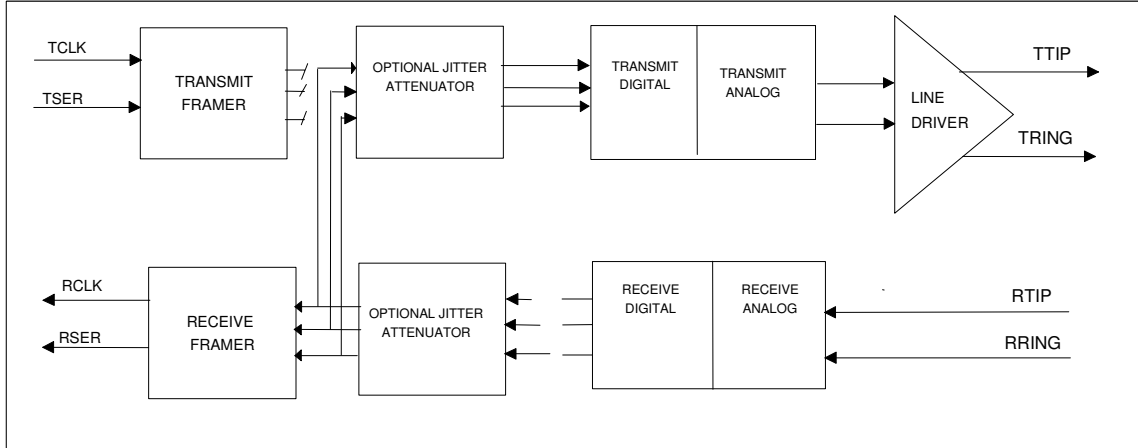 TCLK
TSER
TRANSMIT
FRAMER
OPTIONAL JITTER
ATTENUATOR
TRANSMIT
DIGITAL
TRANSMIT
ANALOG
LINE
DRIVER
TTIP
TRING
RCLK
RSER
RECEIVE
FRAMER
OPTIONAL JITTER
ATTENUATOR
RECEIVE
DIGITAL
RECEIVE
ANALOG
RTIP
RRING